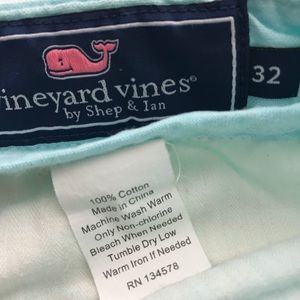 vineyard vines®
by Shep & Ian
32
100% Cotton
Made in China
Machine Wash Warm
Only Non-chlorine
Bleach When Needed
Tumble Dry Low
Warm Iron If Needed
RN 134578